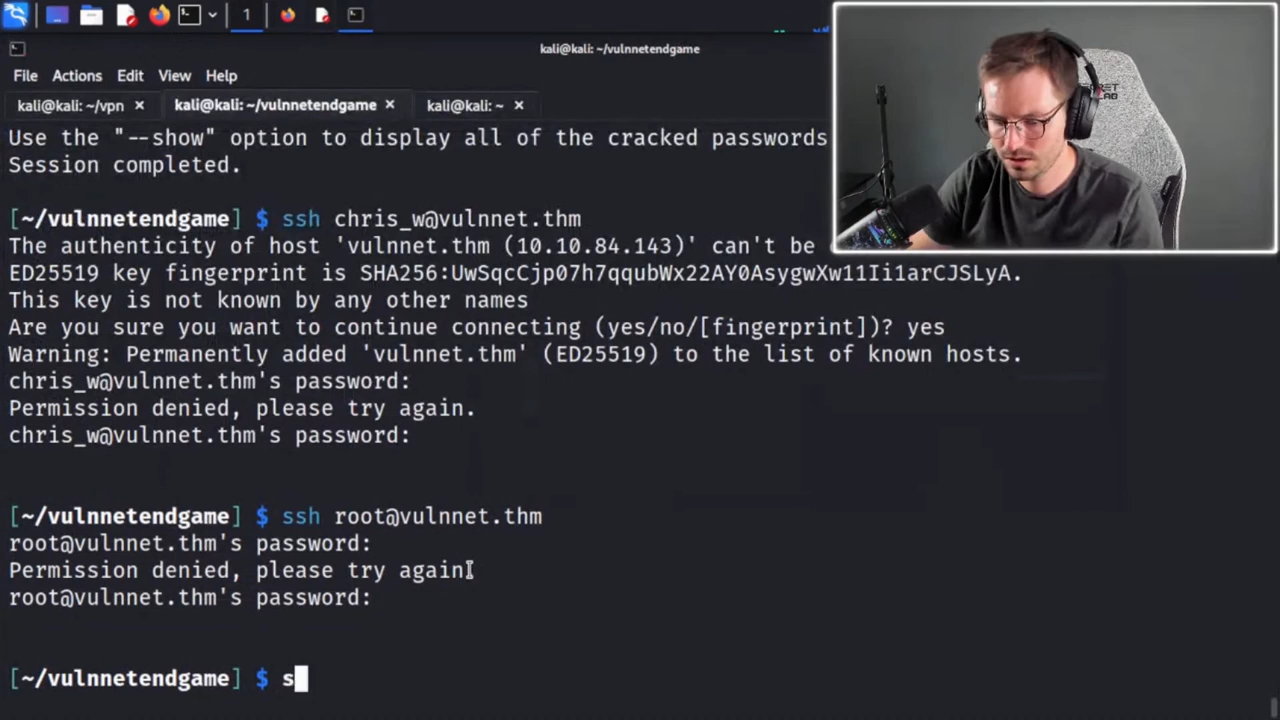 1
kali@kali: ~/vulnnetendgame
File Actions Edit View Help
kali@kali: ~/vpn × kali@kali: ~/vulnnetendgame × kali@kali: ~ ×
Use the "--show" option to display all of the cracked passwords
Session completed.
[~/vulnnetendgame] $ ssh chris_w@vulnnet.thm
The authenticity of host 'vulnnet.thm (10.10.84.143)' can't be
ED25519 key fingerprint is SHA256:UwSqcCjp07h7qqubWx22AY0AsygwXw11Ii1arCJSLyA.
This key is not known by any other names
Are you sure you want to continue connecting (yes/no/[fingerprint])? yes
Warning: Permanently added 'vulnnet.thm' (ED25519) to the list of known hosts.
chris_w@vulnnet.thm's password:
Permission denied, please try again.
chris_w@vulnnet.thm's password:
[~/vulnnetendgame] $ ssh root@vulnnet.thm
root@vulnnet.thm's password:
Permission denied, please try again
root@vulnnet.thm's password:
[~/vulnnetendgame] $ s